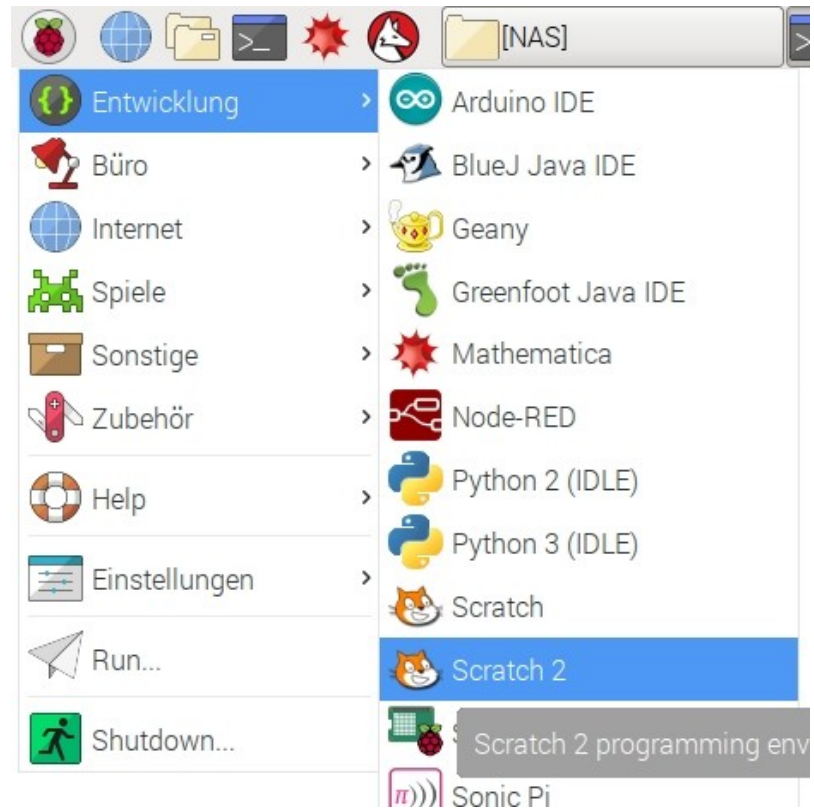 [NAS]
Entwicklung
Büro
Internet
Spiele
Sonstige
Zubehör
Help
Einstellungen
Run...
Shutdown...
Arduino IDE
BlueJ Java IDE
Geany
Greenfoot Java IDE
Mathematica
Node-RED
Python 2 (IDLE)
Python 3 (IDLE)
Scratch
Scratch 2
Scratch 2 programming env
Sonic Pi